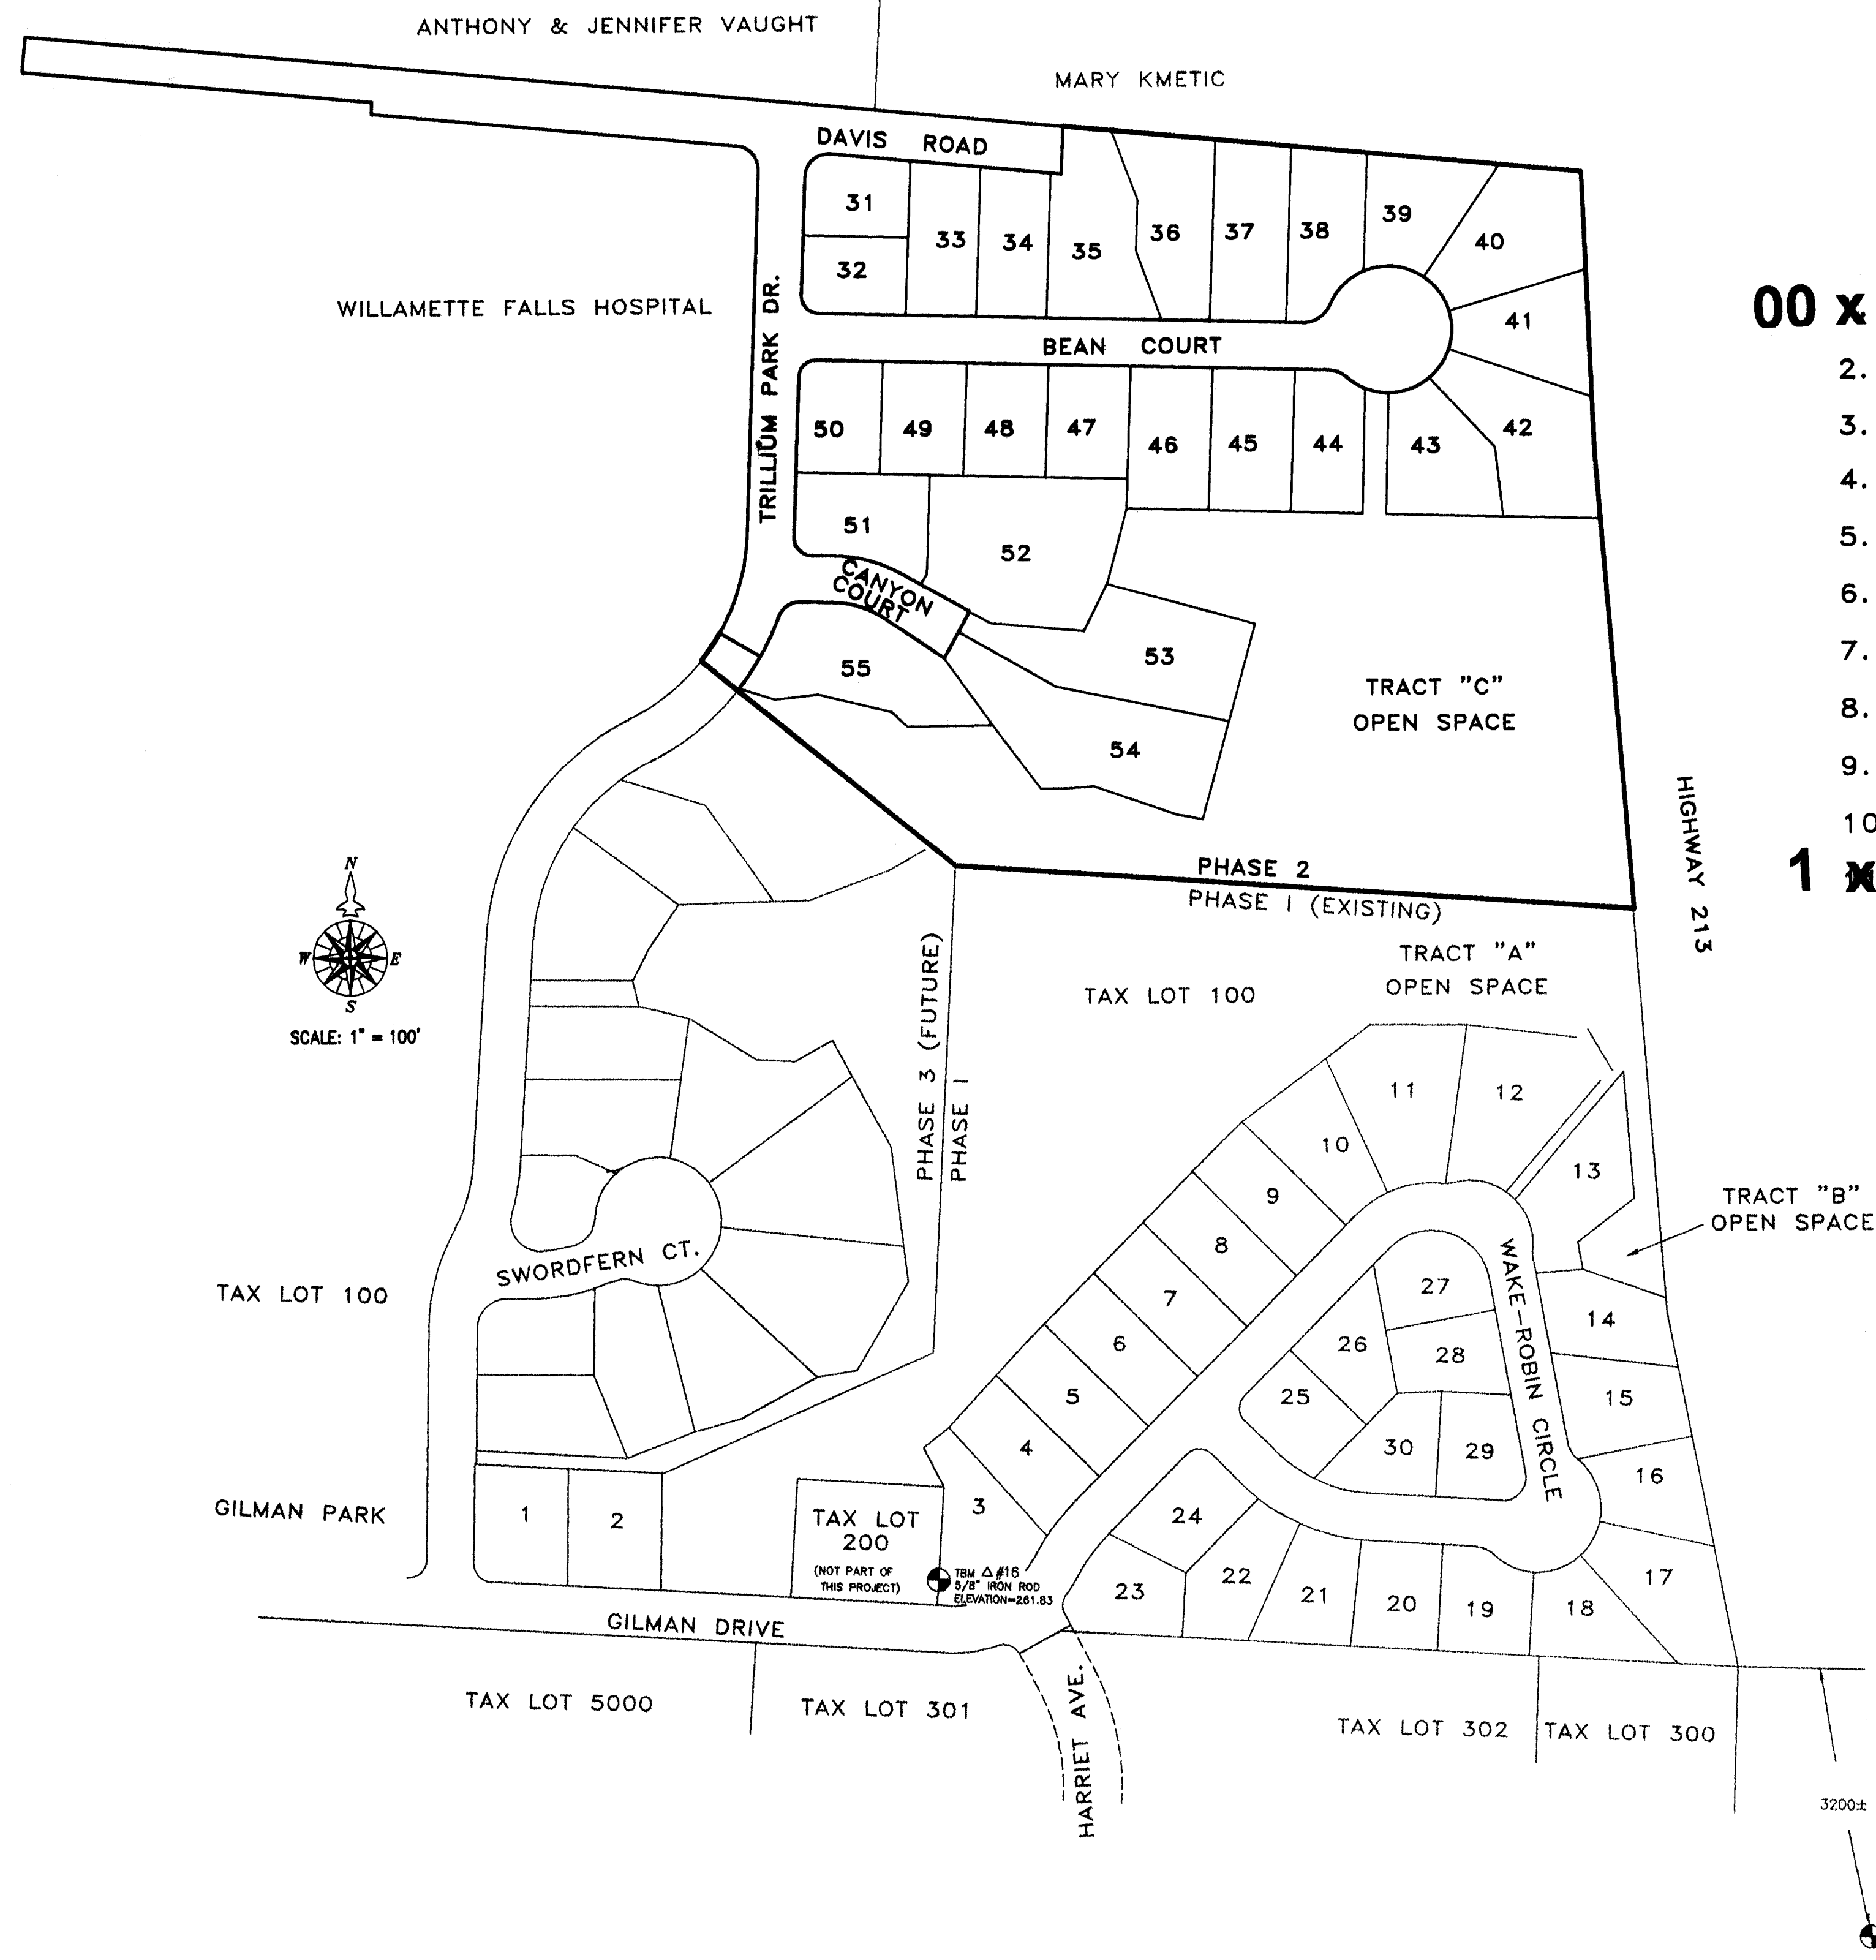 ANTHONY & JENNIFER VAUGHT
MARY KMETIC
DAVIS ROAD
31
32
33
34
35
36
37
38
39
40
41
42
43
44
45
46
47
48
49
50
51
52
53
54
55
WILLAMETTE FALLS HOSPITAL
TRILLIUM PARK DR.
BEAN COURT
CANYON
COURT
TRACT "C"
OPEN SPACE
00 x
2.
3.
4.
5.
6.
7.
8.
9.
10
1 x
HIGHWAY 213
PHASE 2
PHASE 1 (EXISTING)
TRACT "A"
OPEN SPACE
TAX LOT 100
N
W E
S
SCALE: 1" = 100'
PHASE 3 (FUTURE)
PHASE 1
11
12
10
13
9
8
7
6
5
4
3
TRACT "B"
OPEN SPACE
WAKE-ROBIN CIRCLE
27
26
28
25
30
29
14
15
16
17
18
19
20
21
22
23
24
SWORDFERN CT.
TAX LOT 100
GILMAN PARK
1
2
TAX LOT
200
(NOT PART OF
THIS PROJECT)
TBM △ #16
5/8" IRON ROD
ELEVATION=261.83
GILMAN DRIVE
TAX LOT 5000
TAX LOT 301
HARRIET AVE.
TAX LOT 302
TAX LOT 300
3200±